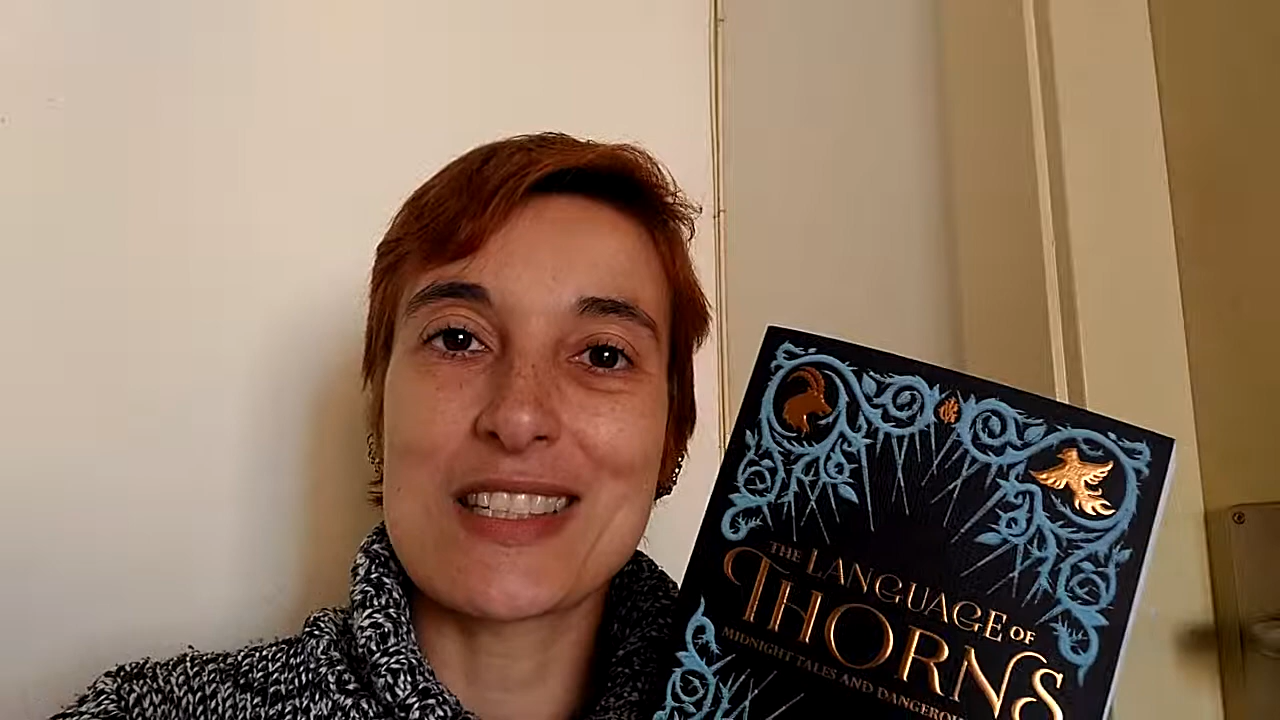 THE LANGUAGE OF
THORNS
MIDNIGHT TALES AND DANGEROU